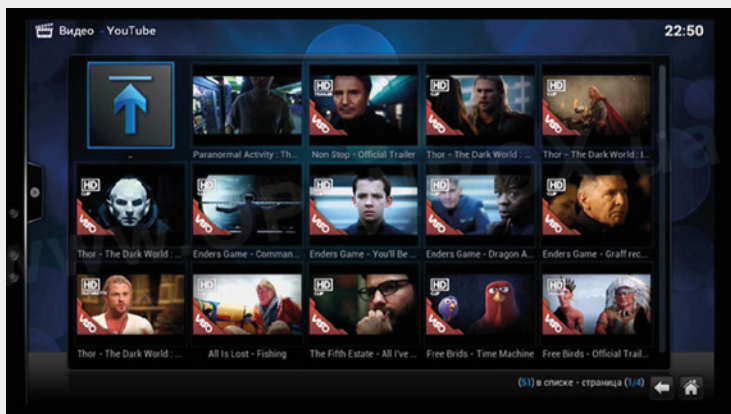 Видео - YouTube
22:50
Paranormal Activity : Th...
Non Stop - Official Trailer
Thor - The Dark World : ...
Thor - The Dark World : I...
Thor - The Dark World : ...
Enders Game - Comman...
Enders Game - You'll Be ...
Enders Game - Dragon A...
Enders Game - Graff rec...
Thor - The Dark World : ...
All Is Lost - Fishing
The Fifth Estate - All I've ...
Free Brids - Time Machine
Free Birds - Official Trail...
(51) в списке - страница (1/4)